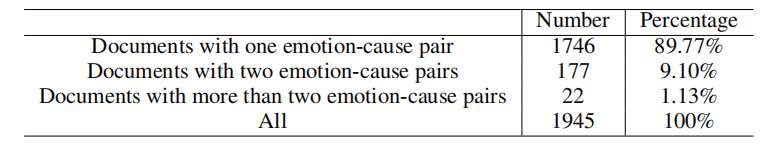 Number Percentage
Documents with one emotion-cause pair 1746 89.77%
Documents with two emotion-cause pairs 177 9.10%
Documents with more than two emotion-cause pairs 22 1.13%
All 1945 100%